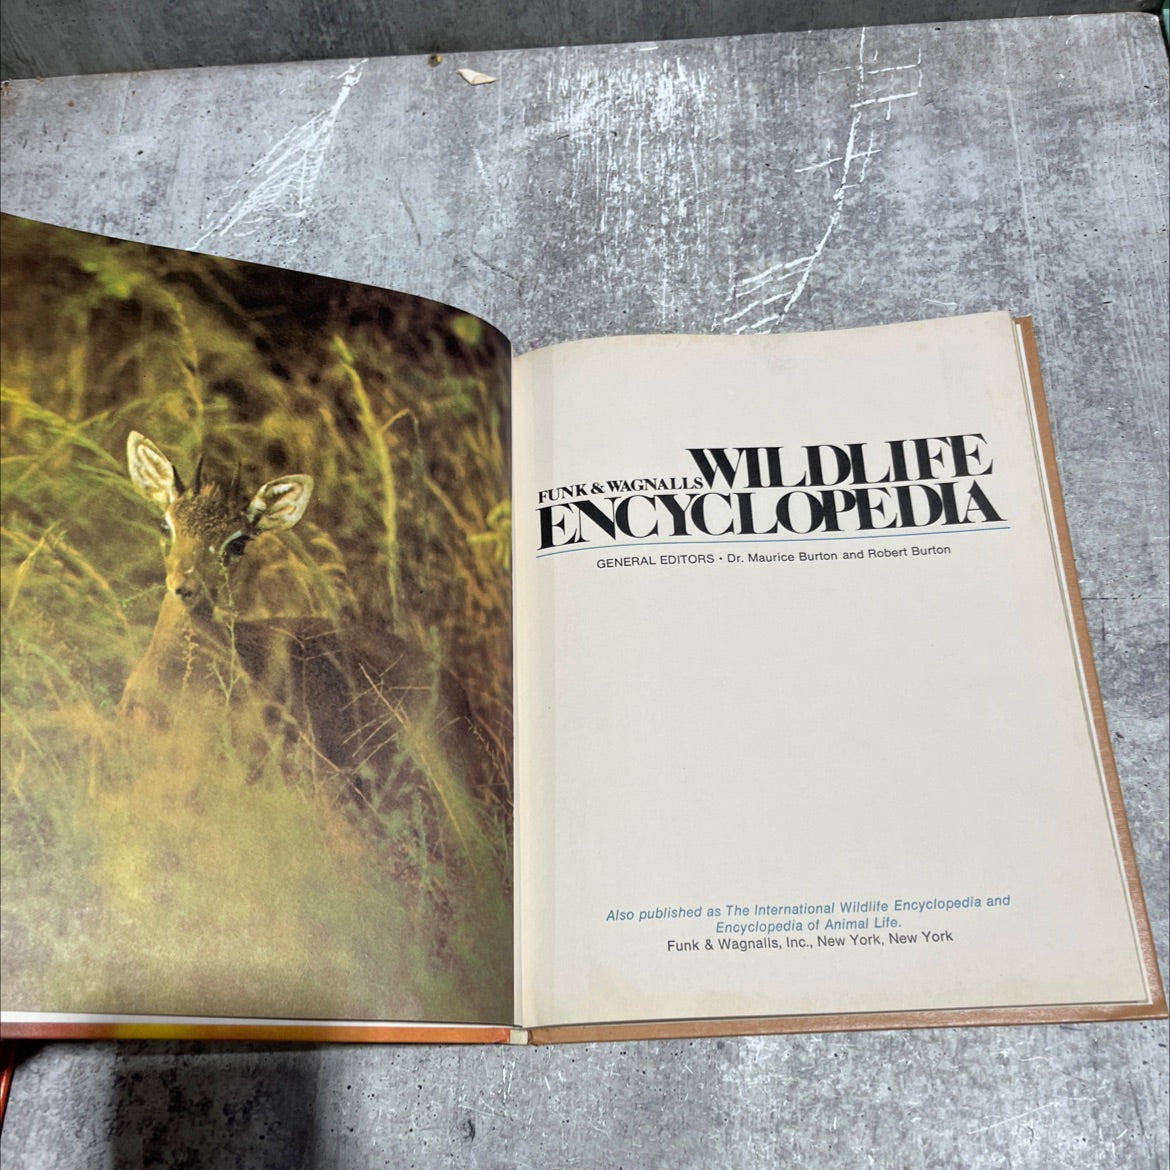 FUNK & WAGNALLS WILDLIFE
ENCYCLOPEDIA
GENERAL EDITORS • Dr. Maurice Burton and Robert Burton
Also published as The International Wildlife Encyclopedia and
Encyclopedia of Animal Life.
Funk & Wagnalls, Inc., New York, New York